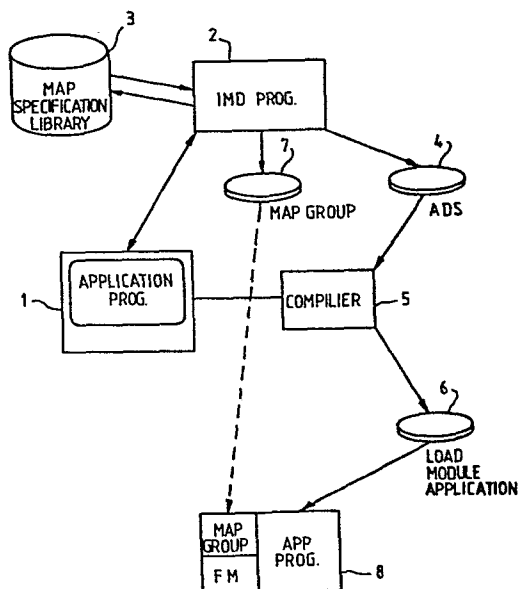 3
MAP
SPECIFICATION
LIBRARY
2
IMD PROG.
7
MAP GROUP
4
ADS
1
APPLICATION
PROG.
COMPILIER
5
6
LOAD
MODULE
APPLICATION
MAP
GROUP
FM
APP
PROG.
8